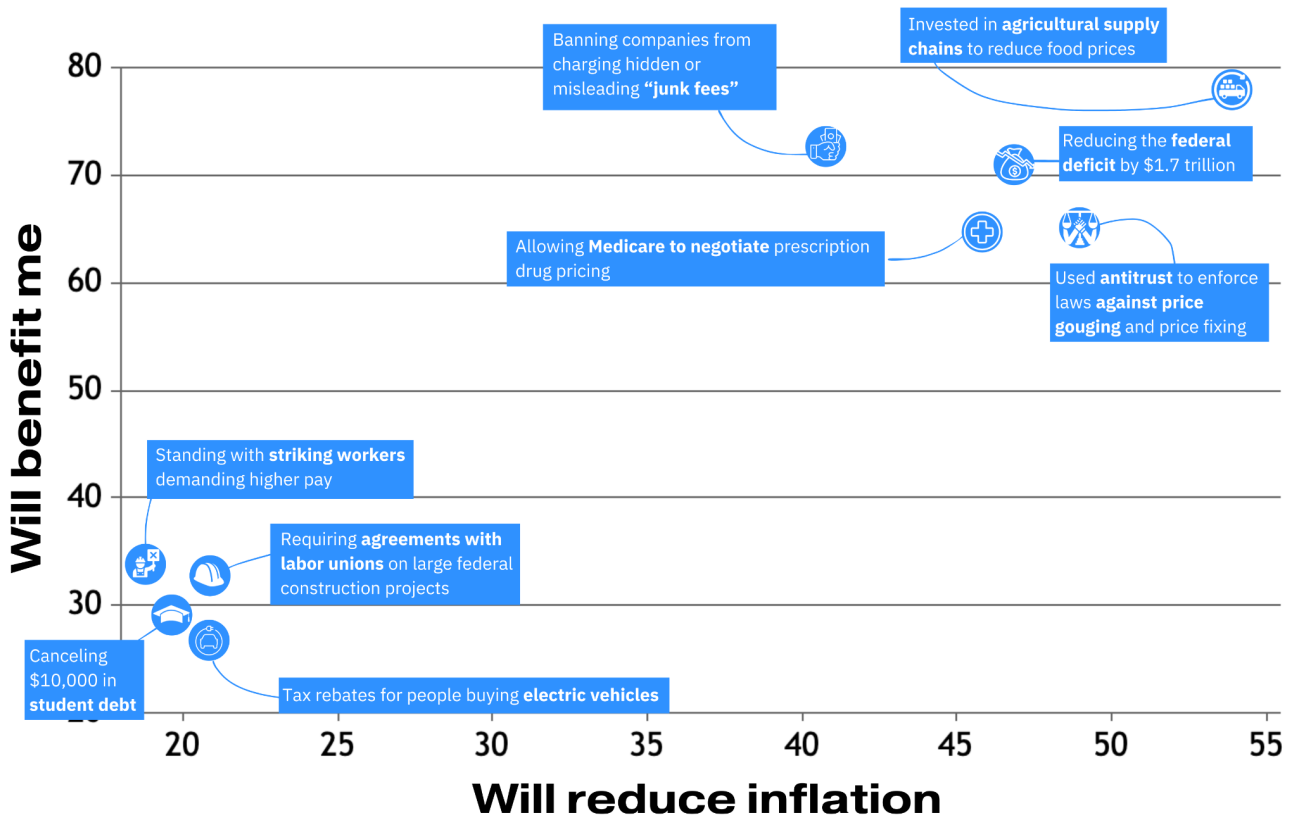 Invested in agricultural supply
chains to reduce food prices
Banning companies from
charging hidden or
misleading “junk fees”
80
Reducing the federal
deficit by $1.7 trillion
70
Allowing Medicare to negotiate prescription
drug pricing
Used antitrust to enforce
laws against price
gouging and price fixing
60
Will benefit me
50
Standing with striking workers
demanding higher pay
40
Requiring agreements with
labor unions on large federal
construction projects
30
Canceling
$10,000 in
student debt
Tax rebates for people buying electric vehicles
20 25 30 35 40 45 50 55
Will reduce inflation